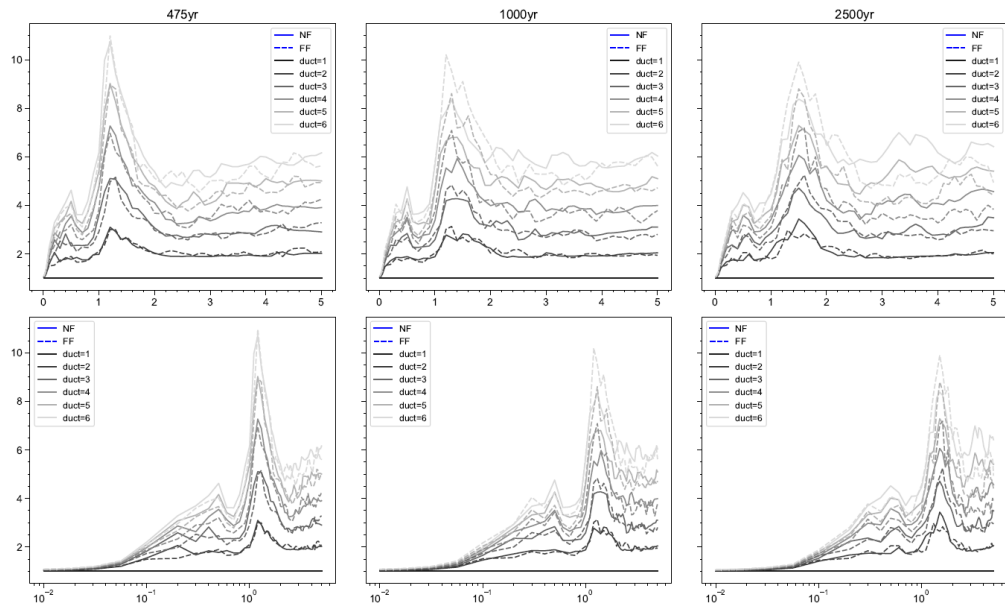 475yr
1000yr
2500yr
NF
FF
duct=1
duct=2
duct=3
duct=4
duct=5
duct=6
NF
FF
duct=1
duct=2
duct=3
duct=4
duct=5
duct=6
NF
FF
duct=1
duct=2
duct=3
duct=4
duct=5
duct=6
10
8
6
4
2
0 1 2 3 4 5
0 1 2 3 4 5
0 1 2 3 4 5
NF
FF
duct=1
duct=2
duct=3
duct=4
duct=5
duct=6
NF
FF
duct=1
duct=2
duct=3
duct=4
duct=5
duct=6
NF
FF
duct=1
duct=2
duct=3
duct=4
duct=5
duct=6
10
8
6
4
2
10⁻² 10⁻¹ 10⁰
10⁻² 10⁻¹ 10⁰
10⁻² 10⁻¹ 10⁰